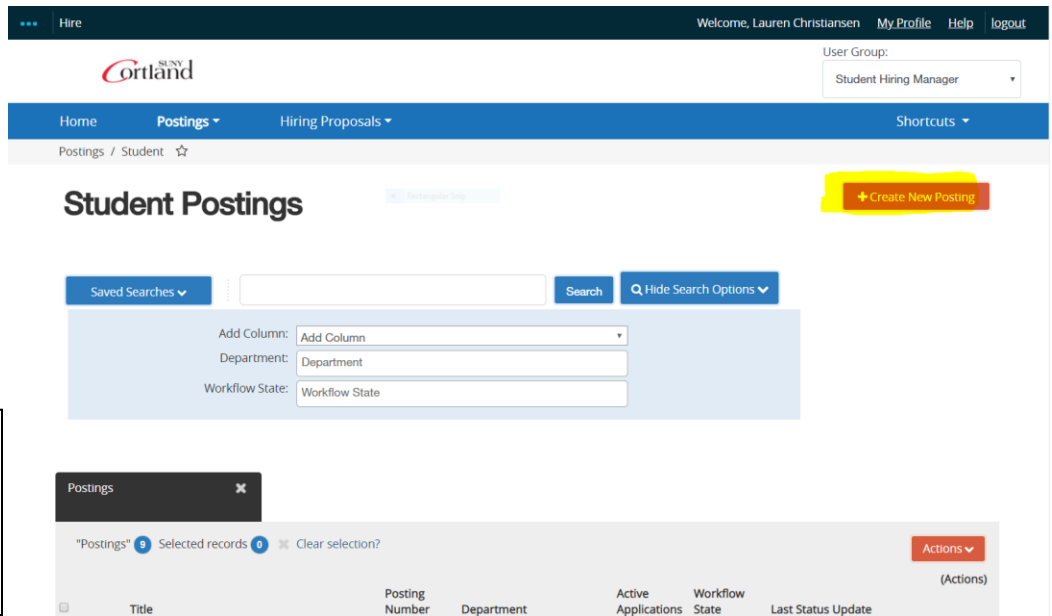 Hire
Welcome, Lauren Christiansen My Profile Help logout
SUNY
Cortland
User Group:
Student Hiring Manager
Home Postings Hiring Proposals Shortcuts
Postings / Student
Student Postings
Rectangular Snip
+ Create New Posting
Saved Searches Search Hide Search Options
Add Column: Add Column
Department: Department
Workflow State: Workflow State
Postings
"Postings" 9 Selected records 0 Clear selection?
Actions
(Actions)
Title Posting Number Department Active Applications Workflow State Last Status Update